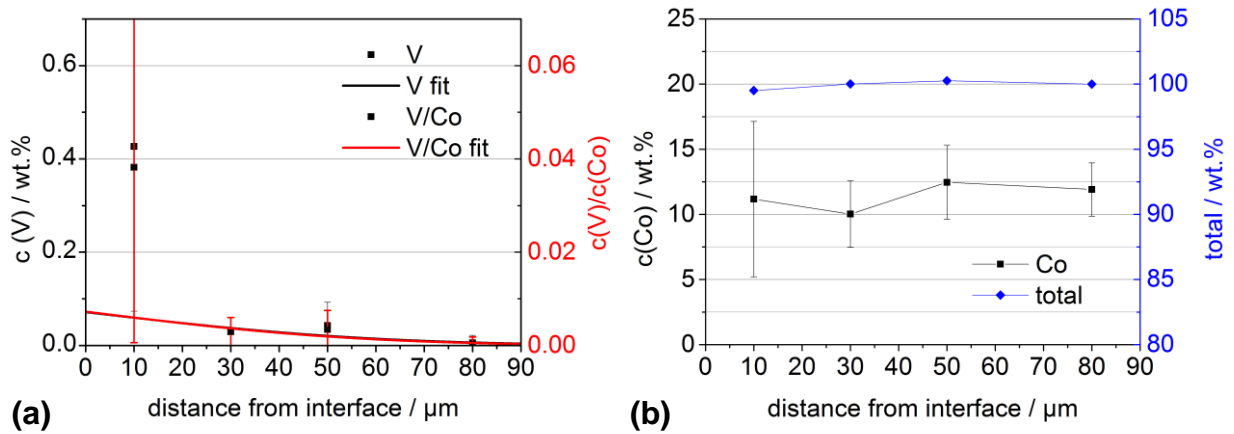 0.6
0.4
0.2
0.0
c (V) / wt.%
V
V fit
V/Co
V/Co fit
0.06
0.04
0.02
0.00
c(V)/c(Co)
0 10 20 30 40 50 60 70 80 90
distance from interface / µm
(a)
25
20
15
10
5
0
c(Co) / wt.%
Co
total
105
100
95
90
85
80
total / wt.%
0 10 20 30 40 50 60 70 80 90
distance from interface / µm
(b)